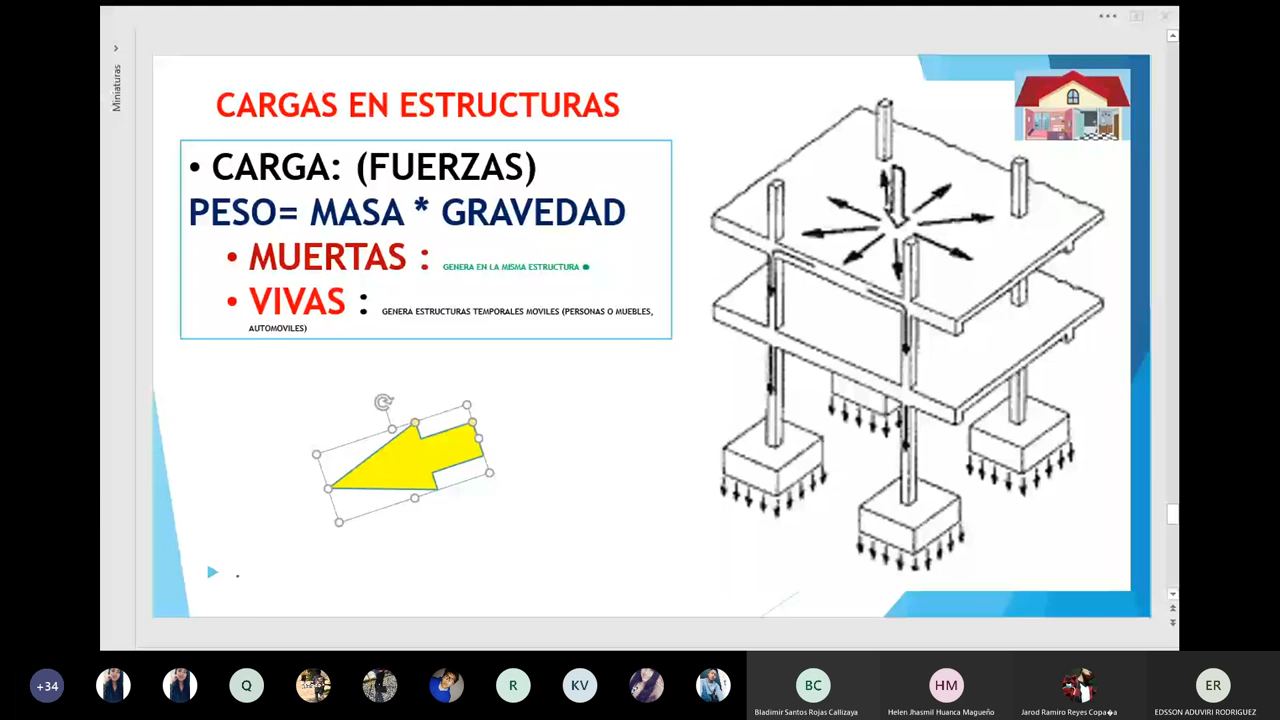 Miniaturas
CARGAS EN ESTRUCTURAS
• CARGA: (FUERZAS)
PESO= MASA * GRAVEDAD
• MUERTAS : GENERA EN LA MISMA ESTRUCTURA
• VIVAS : GENERA ESTRUCTURAS TEMPORALES MOVILES (PERSONAS O MUEBLES,
AUTOMOVILES)
.
+34
Q
R
KV
BC
HM
ER
Bladimir Santos Rojas Callizaya
Helen Jhasmil Huanca Magueño
Jarod Ramiro Reyes Copa�a
EDSSON ADUVIRI RODRIGUEZ